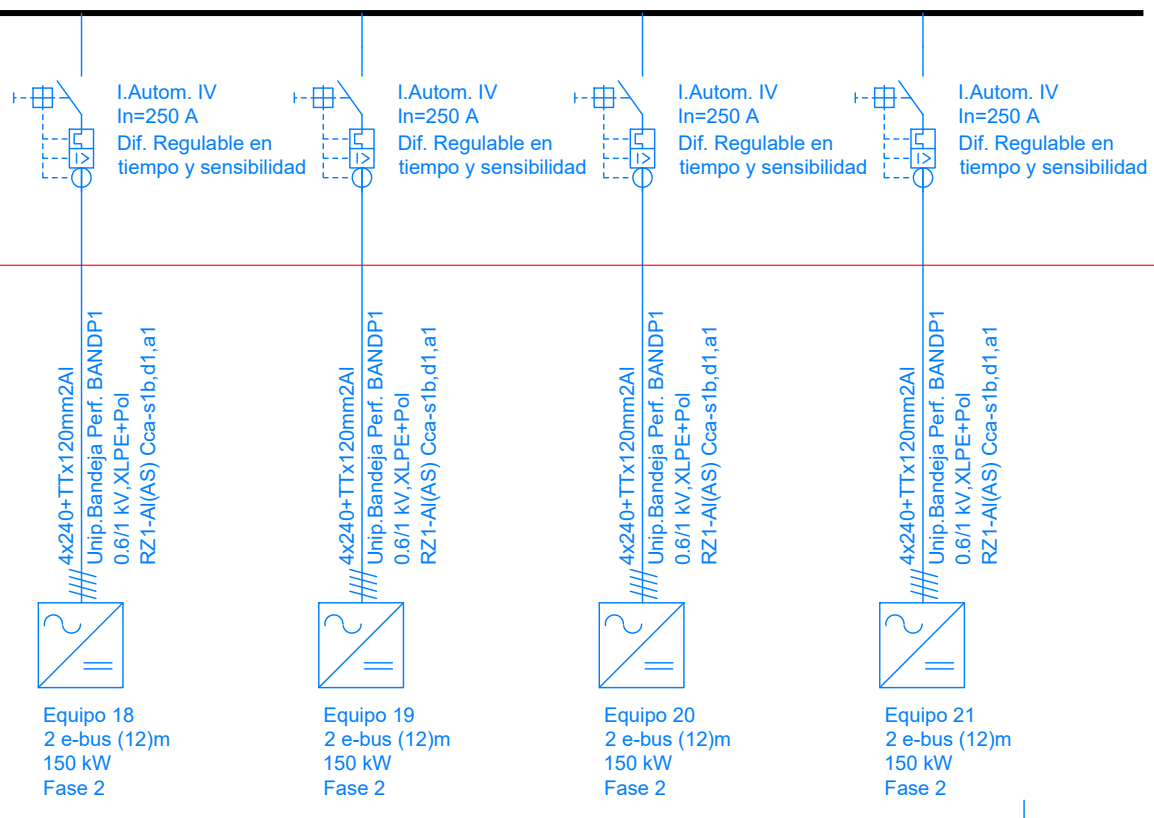 I.Autom. IV
In=250 A
Dif. Regulable en
tiempo y sensibilidad
I.Autom. IV
In=250 A
Dif. Regulable en
tiempo y sensibilidad
I.Autom. IV
In=250 A
Dif. Regulable en
tiempo y sensibilidad
I.Autom. IV
In=250 A
Dif. Regulable en
tiempo y sensibilidad
4x240+TTx120mm2Al
Unip.Bandeja Perf. BANDP1
0.6/1 kV,XLPE+Pol
RZ1-Al(AS) Cca-s1b,d1,a1
4x240+TTx120mm2Al
Unip.Bandeja Perf. BANDP1
0.6/1 kV,XLPE+Pol
RZ1-Al(AS) Cca-s1b,d1,a1
4x240+TTx120mm2Al
Unip.Bandeja Perf. BANDP1
0.6/1 kV,XLPE+Pol
RZ1-Al(AS) Cca-s1b,d1,a1
4x240+TTx120mm2Al
Unip.Bandeja Perf. BANDP1
0.6/1 kV,XLPE+Pol
RZ1-Al(AS) Cca-s1b,d1,a1
Equipo 18
2 e-bus (12)m
150 kW
Fase 2
Equipo 19
2 e-bus (12)m
150 kW
Fase 2
Equipo 20
2 e-bus (12)m
150 kW
Fase 2
Equipo 21
2 e-bus (12)m
150 kW
Fase 2